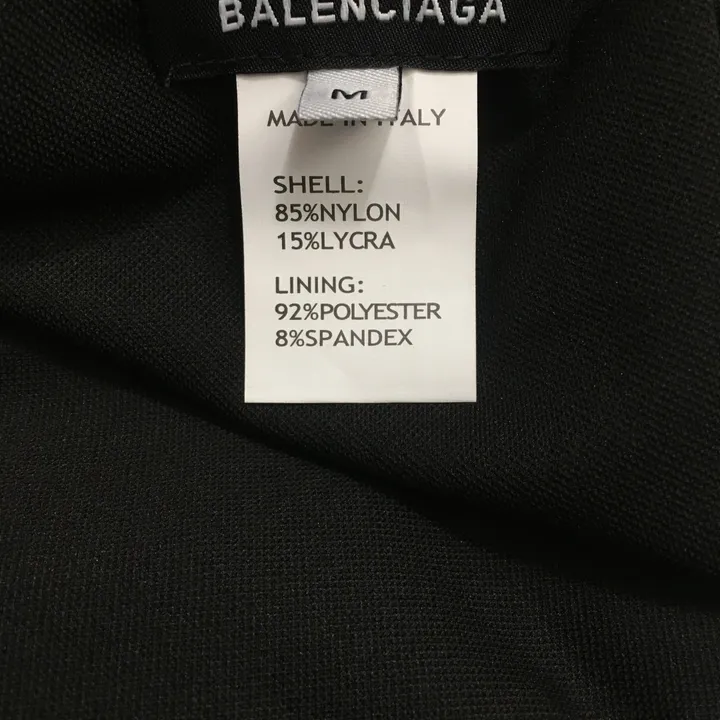 BALENCIAGA
M
MADE IN ITALY
SHELL:
85%NYLON
15%LYCRA
LINING:
92%POLYESTER
8%SPANDEX